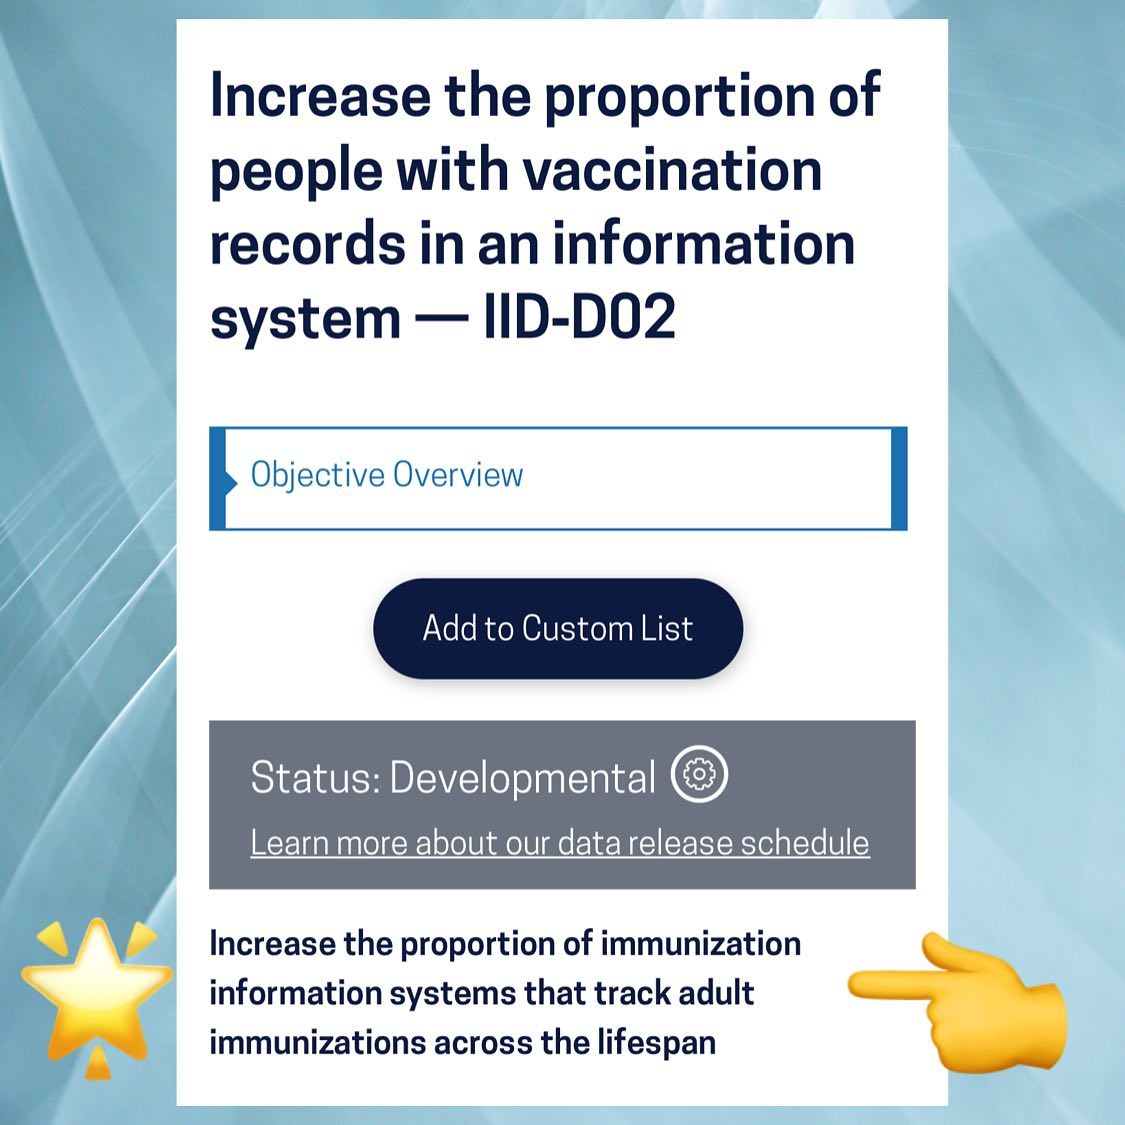 Increase the proportion of
people with vaccination
records in an information
system — IID-D02
Objective Overview
Add to Custom List
Status: Developmental
Learn more about our data release schedule
Increase the proportion of immunization
information systems that track adult
immunizations across the lifespan